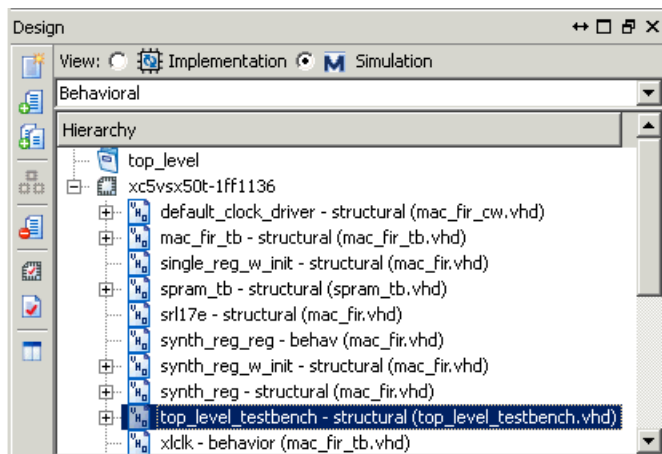 Design
View: Implementation Simulation
Behavioral
Hierarchy
top_level
xc5vsx50t-1ff1136
default_clock_driver - structural (mac_fir_cw.vhd)
mac_fir_tb - structural (mac_fir_tb.vhd)
single_reg_w_init - structural (mac_fir.vhd)
spram_tb - structural (spram_tb.vhd)
srl17e - structural (mac_fir.vhd)
synth_reg_reg - behav (mac_fir.vhd)
synth_reg_w_init - structural (mac_fir.vhd)
synth_reg - structural (mac_fir.vhd)
top_level_testbench - structural (top_level_testbench.vhd)
xlclk - behavior (mac_fir_tb.vhd)